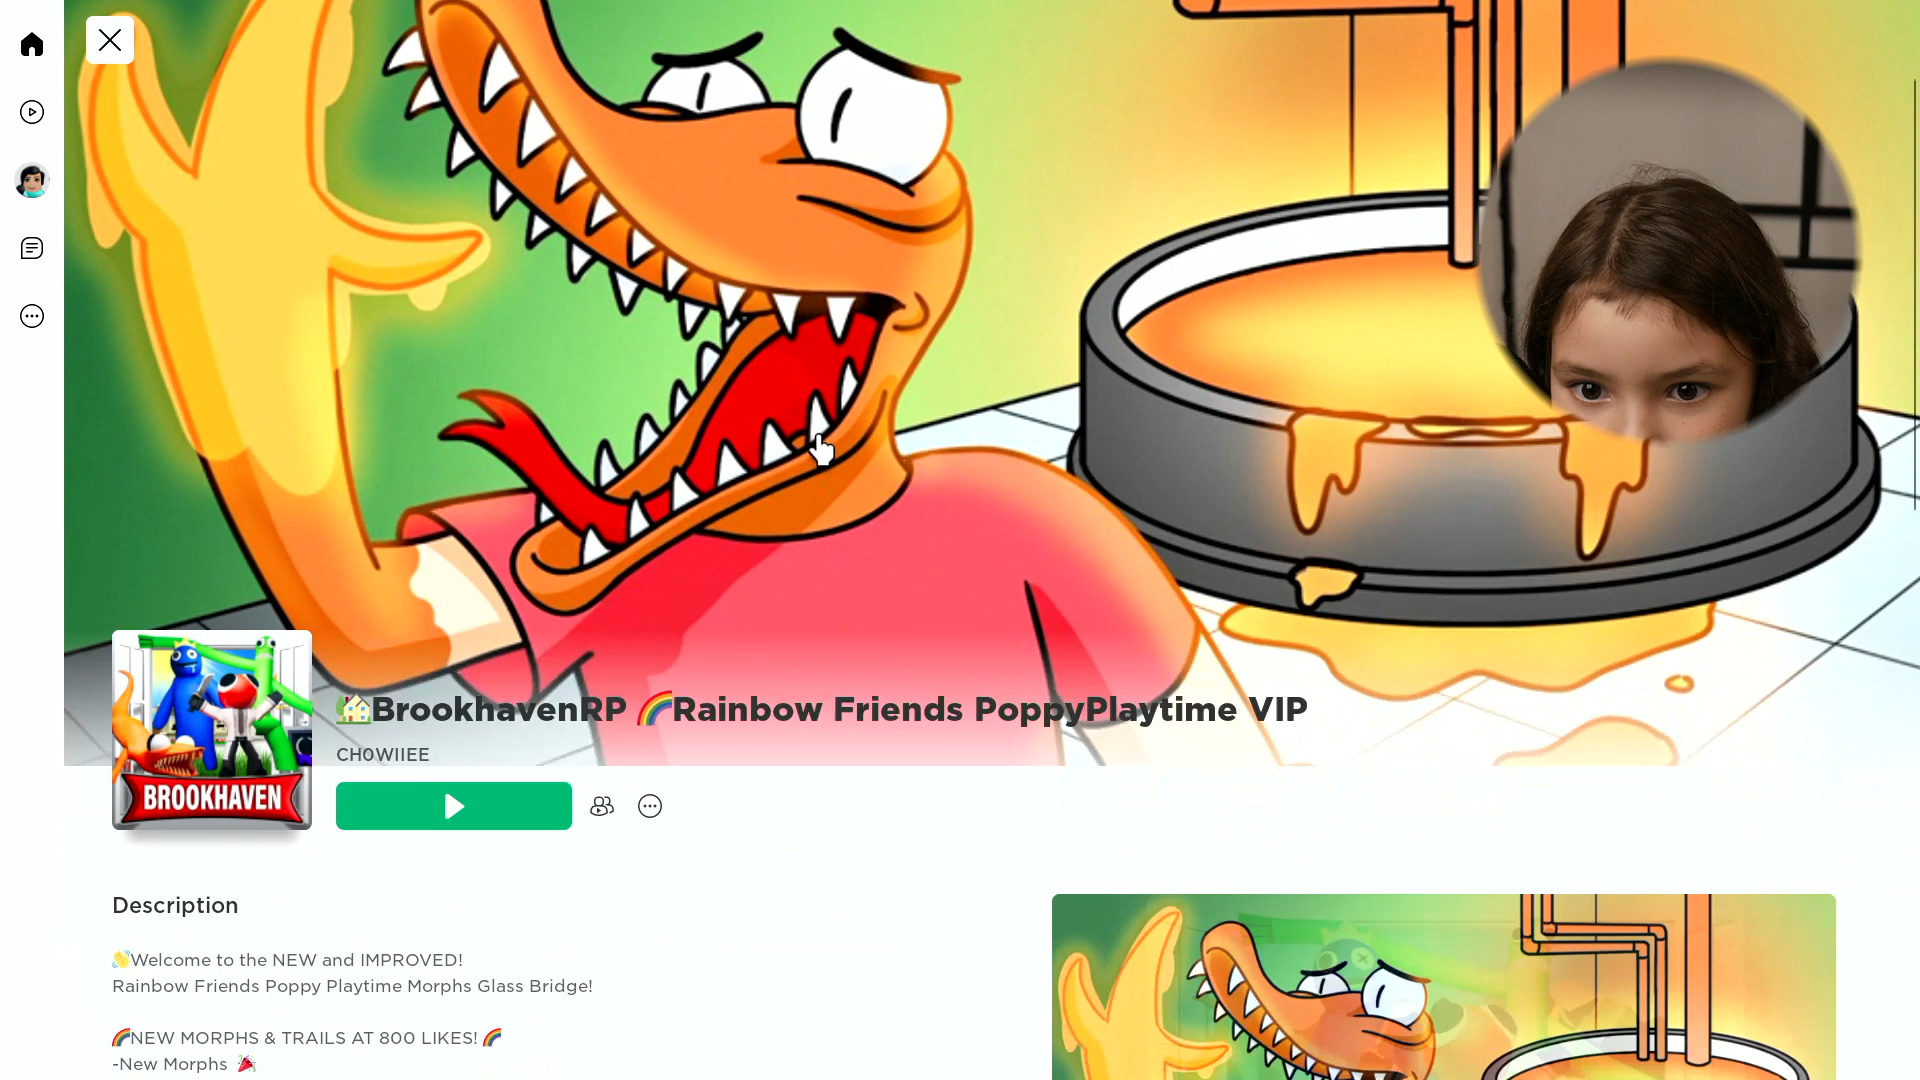 BrookhavenRP Rainbow Friends PoppyPlaytime VIP
CH0WIIEE
BROOKHAVEN
Description
Welcome to the NEW and IMPROVED!
Rainbow Friends Poppy Playtime Morphs Glass Bridge!
NEW MORPHS & TRAILS AT 800 LIKES!
-New Morphs